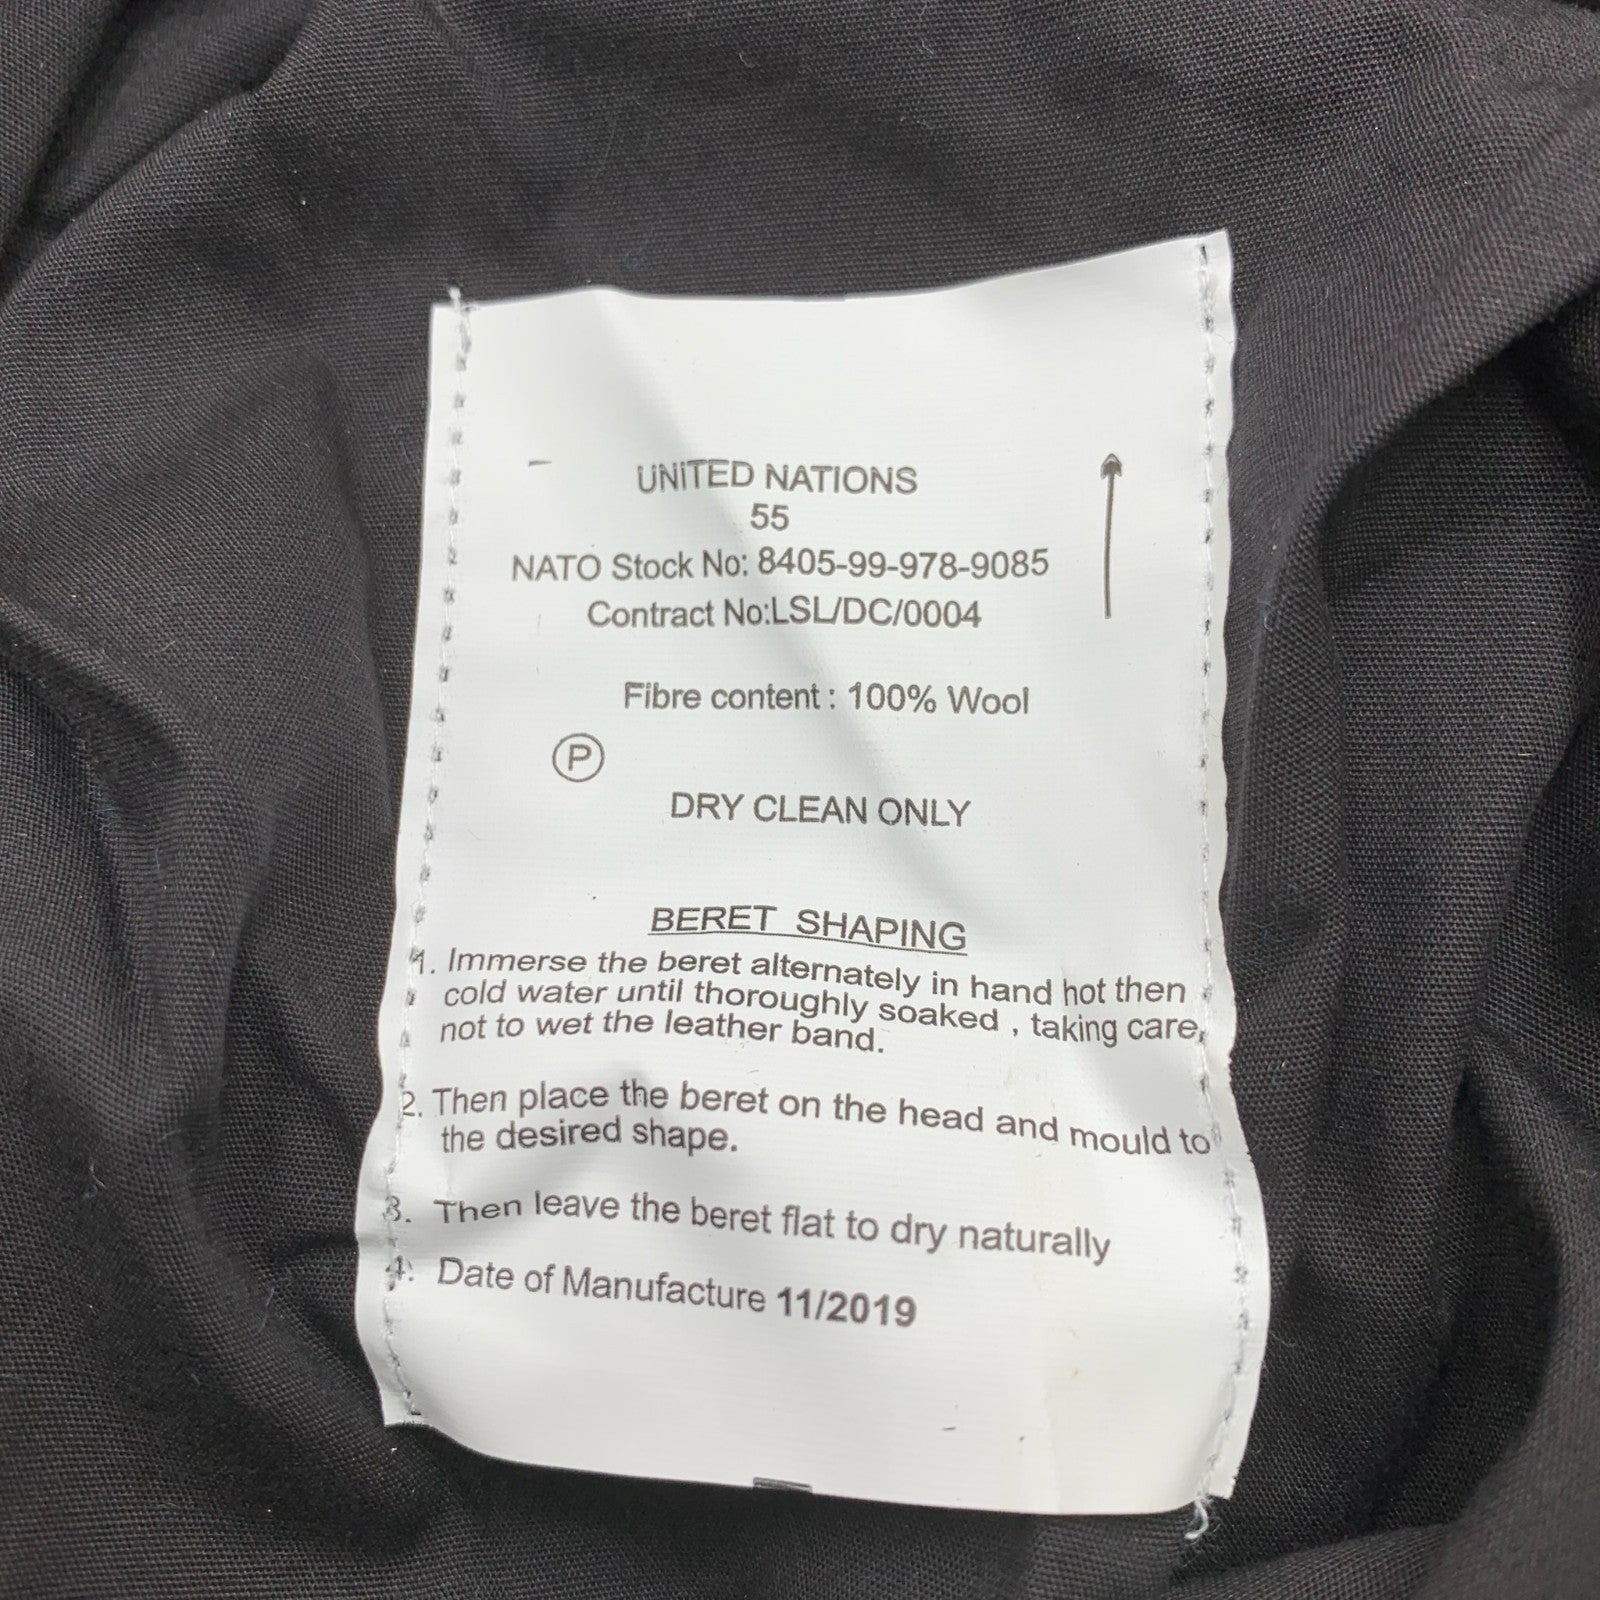 UNITED NATIONS
55
NATO Stock No: 8405-99-978-9085
Contract No:LSL/DC/0004
Fibre content : 100% Wool
P
DRY CLEAN ONLY
BERET SHAPING
1. Immerse the beret alternately in hand hot then
cold water until thoroughly soaked , taking care,
not to wet the leather band.
2. Then place the beret on the head and mould to
the desired shape.
3. Then leave the beret flat to dry naturally
4. Date of Manufacture 11/2019